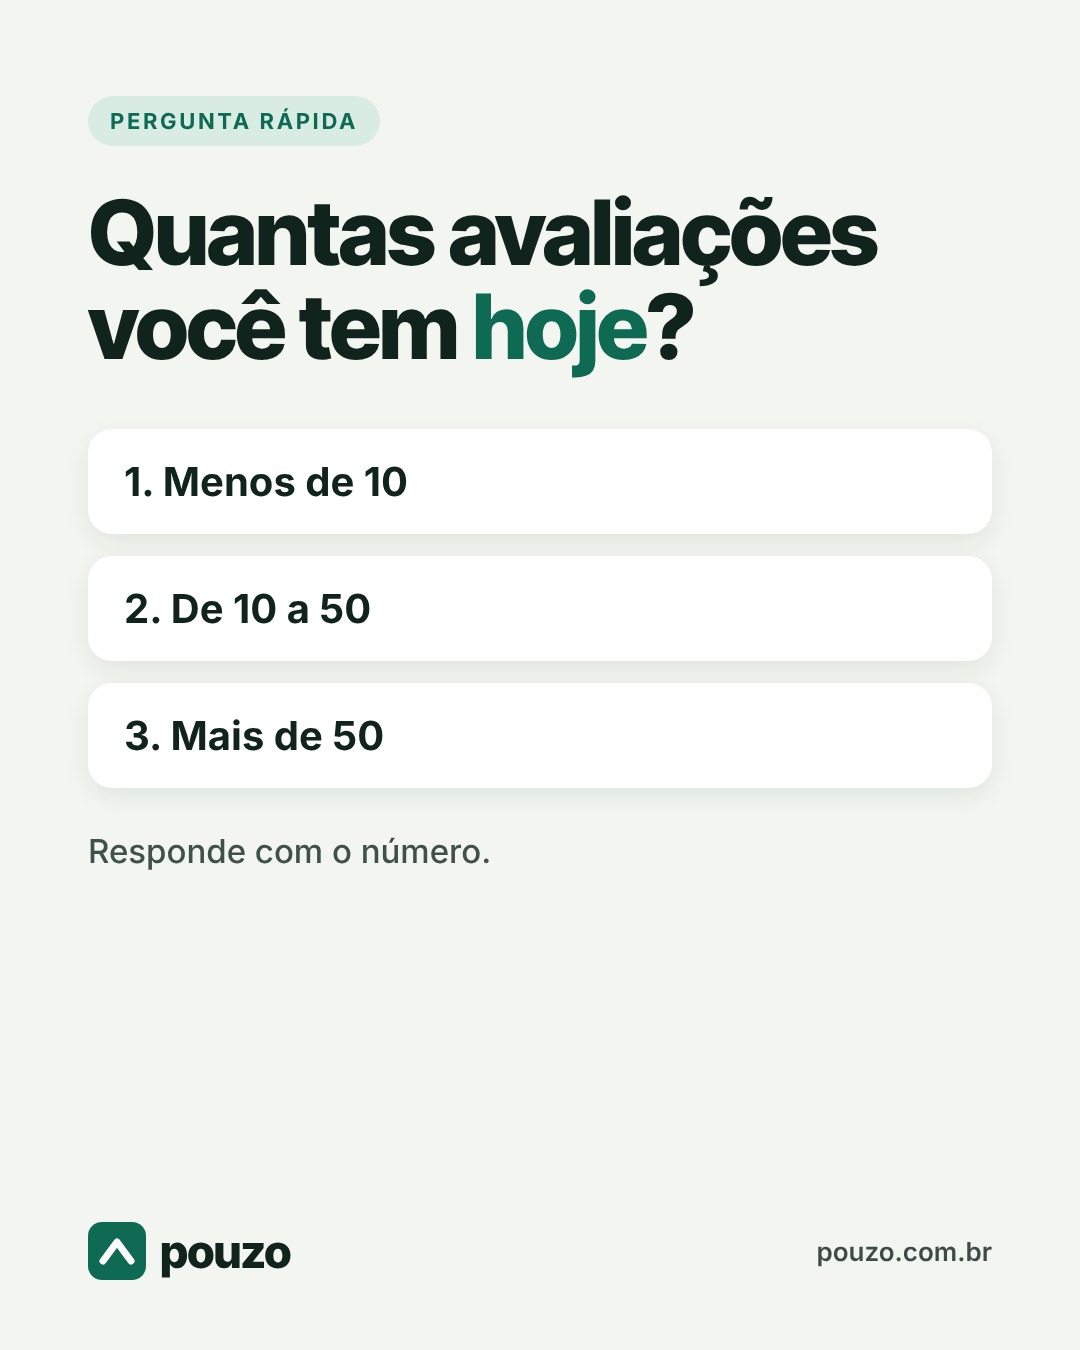 PERGUNTA RÁPIDA
Quantas avaliações
você tem hoje?
1. Menos de 10
2. De 10 a 50
3. Mais de 50
Responde com o número.
pouzo
pouzo.com.br